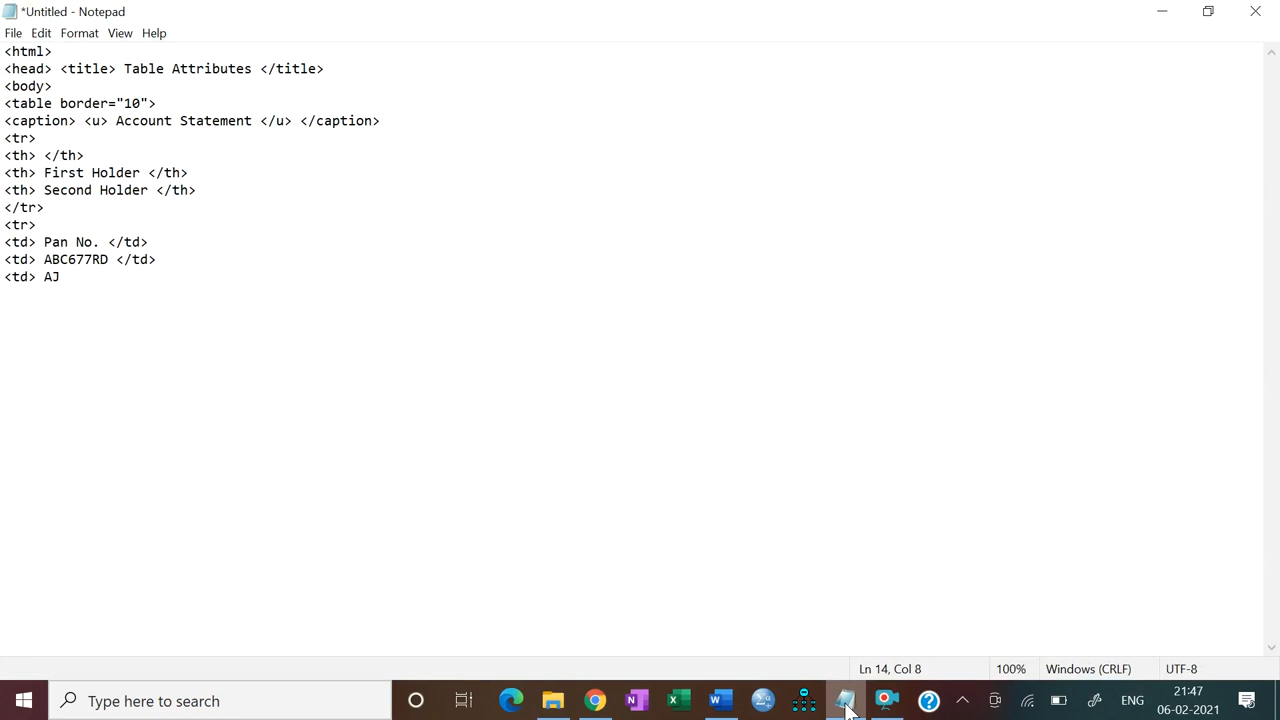 *Untitled - Notepad
File Edit Format View Help
<html>
<head> <title> Table Attributes </title>
<body>
<table border="10">
<caption> <u> Account Statement </u> </caption>
<tr>
<th> </th>
<th> First Holder </th>
<th> Second Holder </th>
</tr>
<tr>
<td> Pan No. </td>
<td> ABC677RD </td>
<td> AJ
Ln 14, Col 8 100% Windows (CRLF) UTF-8
Type here to search
ENG
21:47
06-02-2021